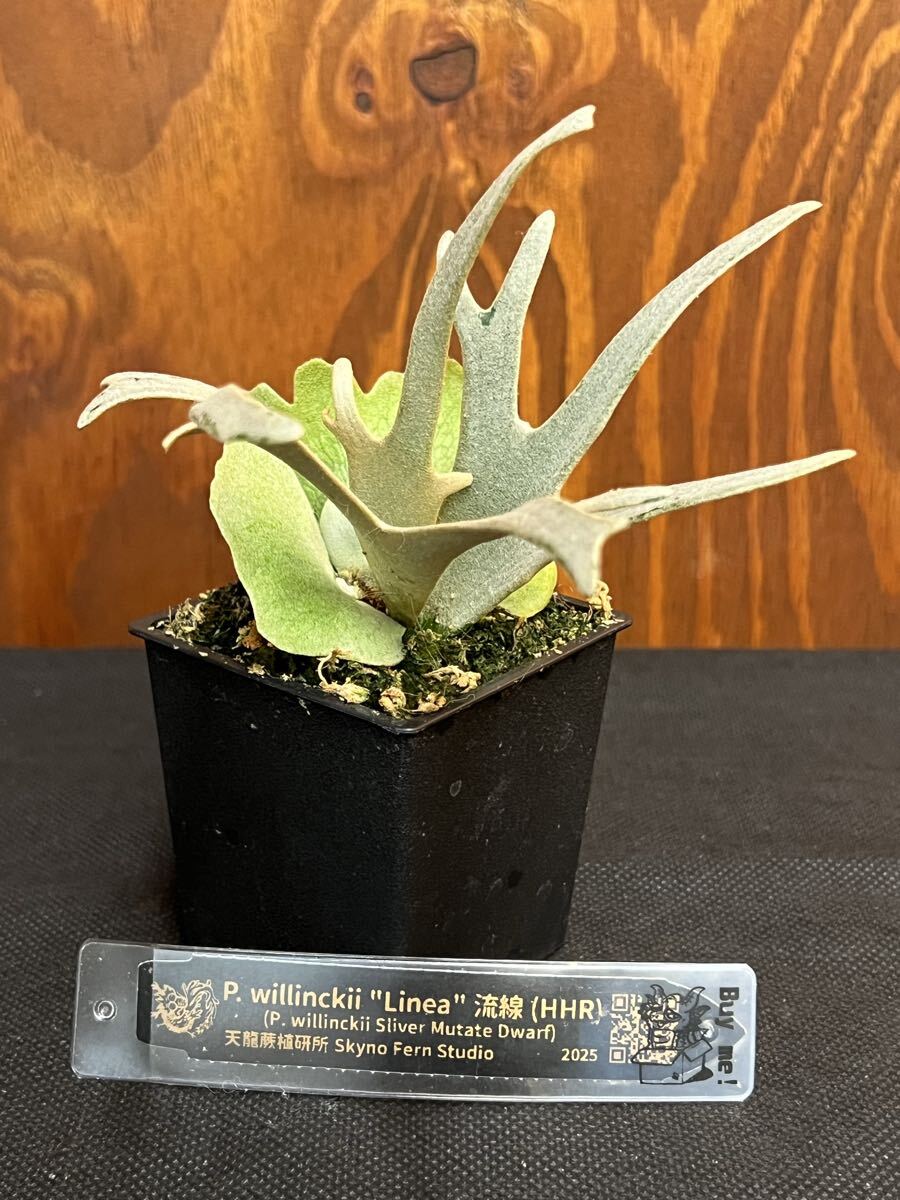 P. willinckii "Linea" 流線 (HHR)
(P. willinckii Sliver Mutate Dwarf)
天龍蕨植研所 Skyno Fern Studio
2025
Buy me!